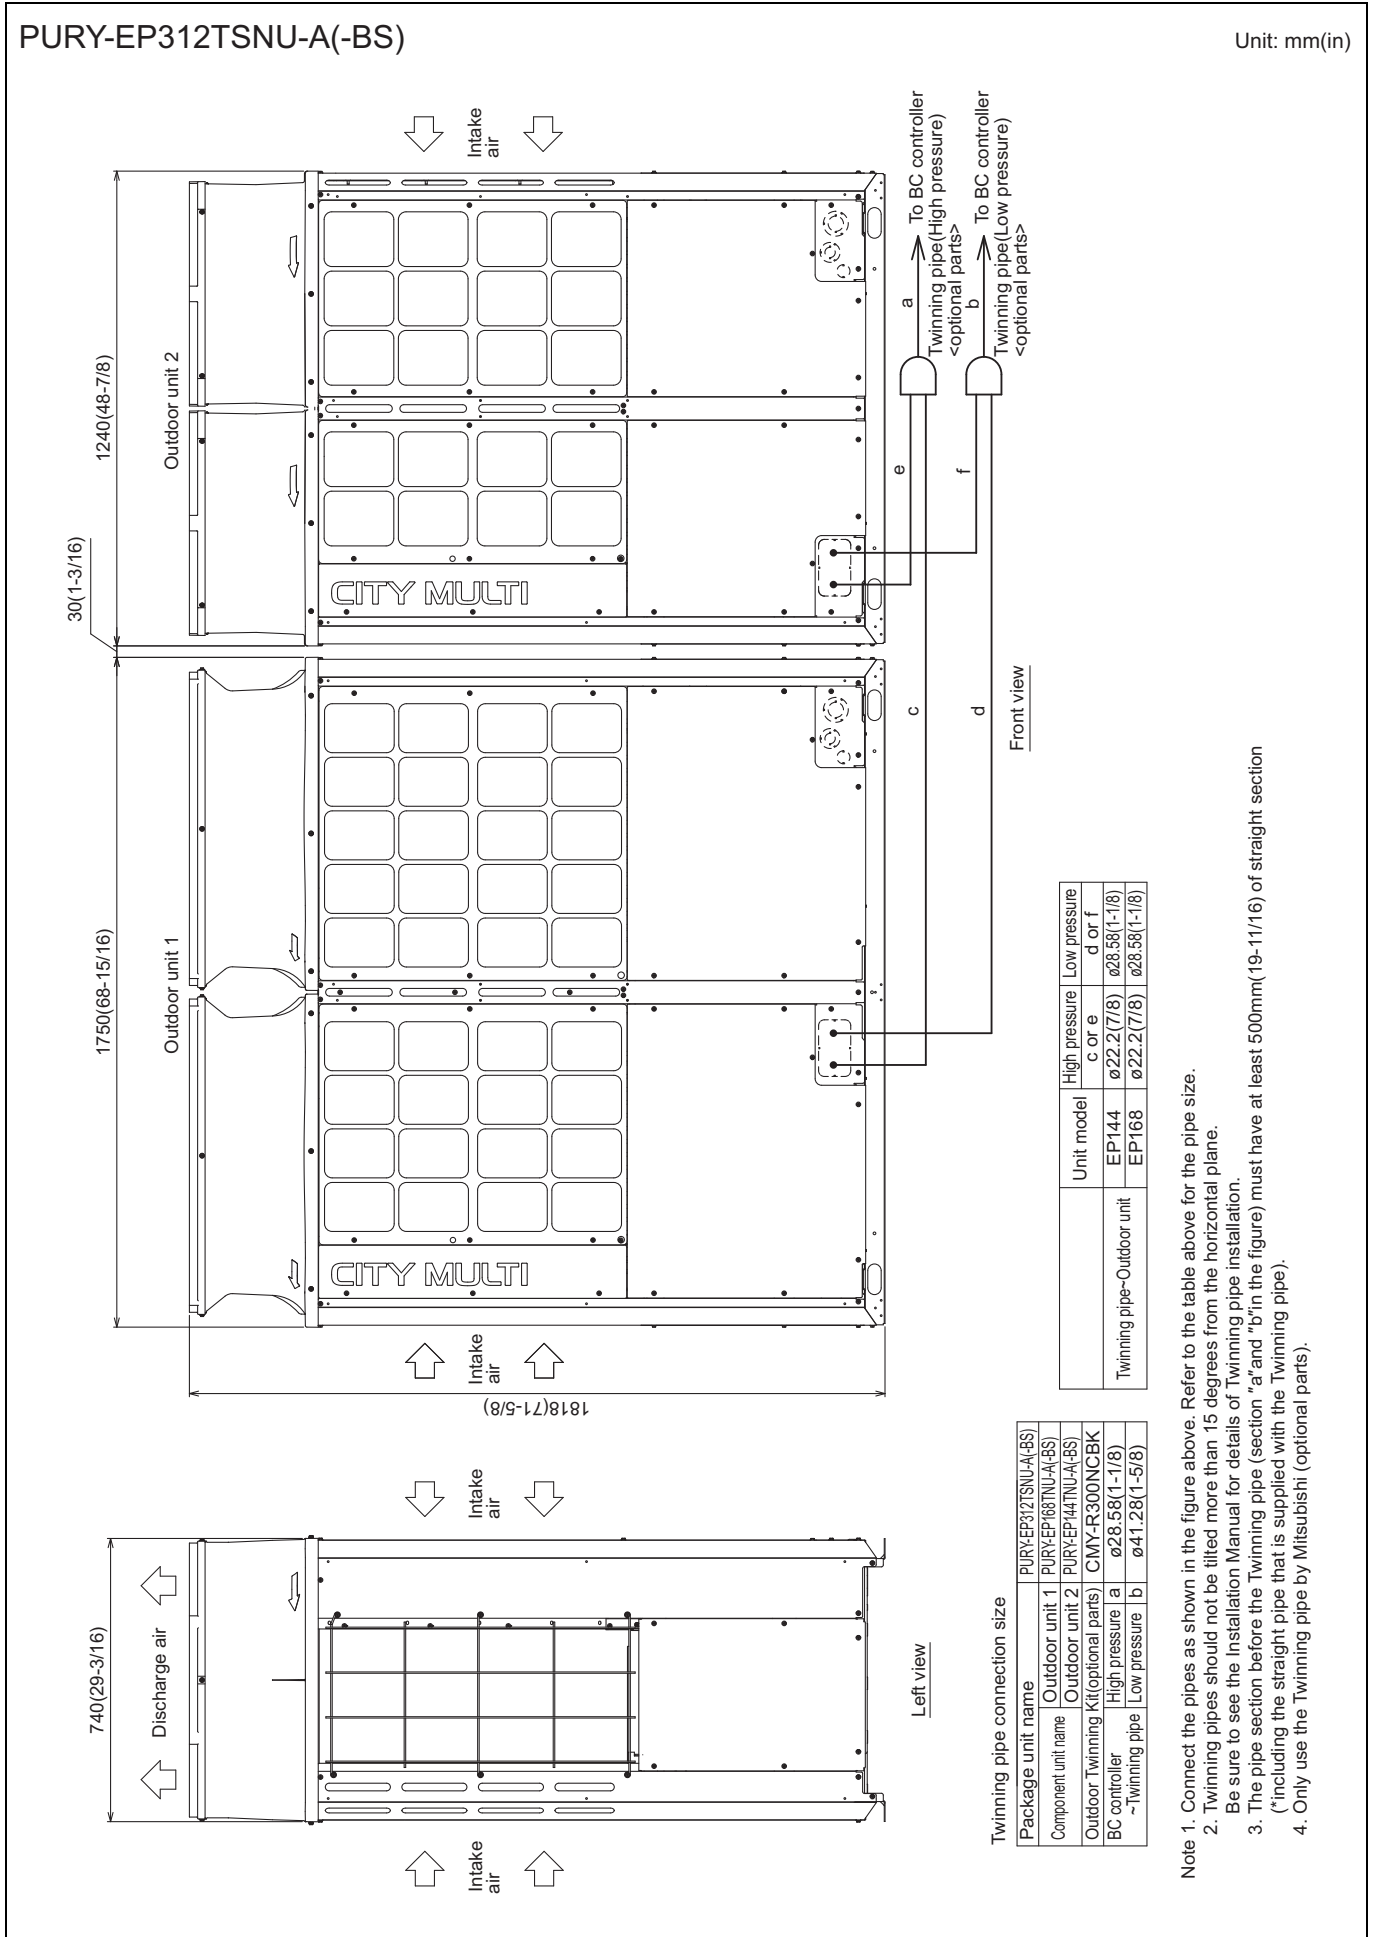 PURY-EP312TSNU-A(-BS)
Unit: mm(in)
740(29-3/16)
Discharge air
Intake
air
Intake
air
Left view
1750(68-15/16)
30(1-3/16)
1240(48-7/8)
Outdoor unit 1
Outdoor unit 2
1818(71-5/8)
Intake
air
Intake
air
CITY MULTI
CITY MULTI
c
d
e
f
a
To BC controller
Twinning pipe(High pressure)
<optional parts>
b
To BC controller
Twinning pipe(Low pressure)
<optional parts>
Front view
Twinning pipe connection size
Package unit name PURY-EP312TSNU-A(-BS)
Component unit name Outdoor unit 1 PURY-EP168TNU-A(-BS)
Outdoor unit 2 PURY-EP144TNU-A(-BS)
Outdoor Twinning Kit(optional parts) CMY-R300NCBK
BC controller
~Twinning pipe
High pressure a ø28.58(1-1/8)
Low pressure b ø41.28(1-5/8)
Unit model
High pressure
c or e
Low pressure
d or f
Twinning pipe~Outdoor unit
EP144 ø22.2(7/8) ø28.58(1-1/8)
EP168 ø22.2(7/8) ø28.58(1-1/8)
Note 1. Connect the pipes as shown in the figure above. Refer to the table above for the pipe size.
2. Twinning pipes should not be tilted more than 15 degrees from the horizontal plane.
Be sure to see the Installation Manual for details of Twinning pipe installation.
3. The pipe section before the Twinning pipe (section "a"and "b"in the figure) must have at least 500mm(19-11/16) of straight section
(*including the straight pipe that is supplied with the Twinning pipe).
4. Only use the Twinning pipe by Mitsubishi (optional parts).